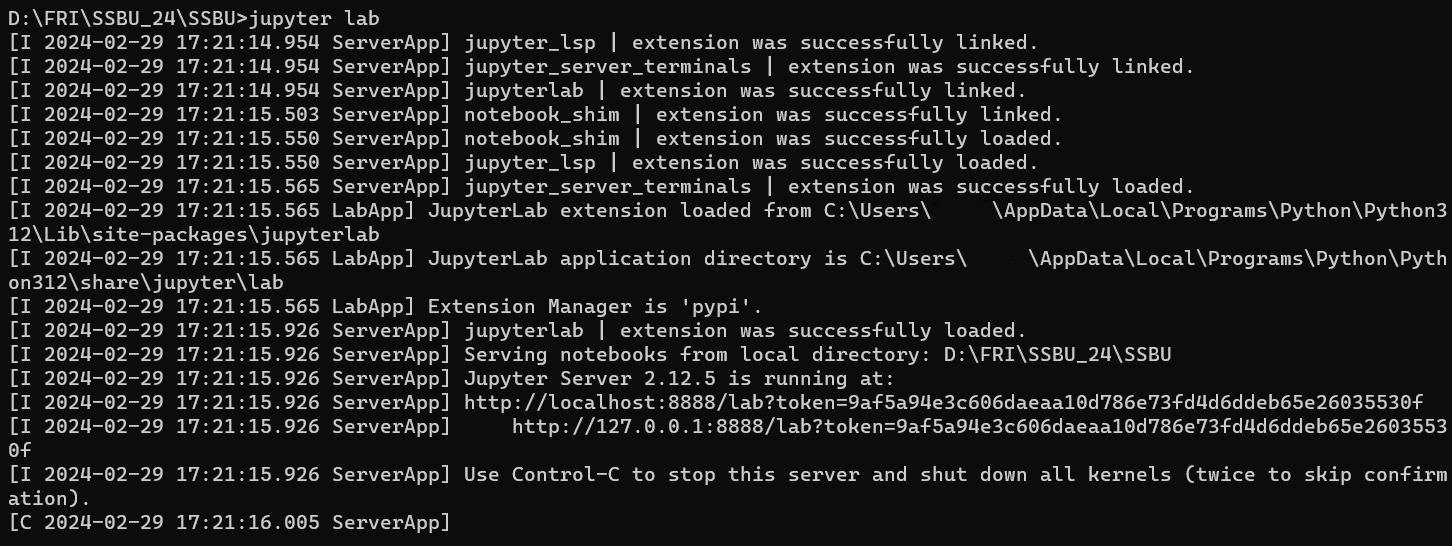 D:\FRI\SSBU_24\SSBU>jupyter lab
[I 2024-02-29 17:21:14.954 ServerApp] jupyter_lsp | extension was successfully linked.
[I 2024-02-29 17:21:14.954 ServerApp] jupyter_server_terminals | extension was successfully linked.
[I 2024-02-29 17:21:14.954 ServerApp] jupyterlab | extension was successfully linked.
[I 2024-02-29 17:21:15.503 ServerApp] notebook_shim | extension was successfully linked.
[I 2024-02-29 17:21:15.550 ServerApp] notebook_shim | extension was successfully loaded.
[I 2024-02-29 17:21:15.550 ServerApp] jupyter_lsp | extension was successfully loaded.
[I 2024-02-29 17:21:15.565 ServerApp] jupyter_server_terminals | extension was successfully loaded.
[I 2024-02-29 17:21:15.565 LabApp] JupyterLab extension loaded from C:\Users\     \AppData\Local\Programs\Python\Python3
12\Lib\site-packages\jupyterlab
[I 2024-02-29 17:21:15.565 LabApp] JupyterLab application directory is C:\Users\     \AppData\Local\Programs\Python\Pyth
on312\share\jupyter\lab
[I 2024-02-29 17:21:15.565 LabApp] Extension Manager is 'pypi'.
[I 2024-02-29 17:21:15.926 ServerApp] jupyterlab | extension was successfully loaded.
[I 2024-02-29 17:21:15.926 ServerApp] Serving notebooks from local directory: D:\FRI\SSBU_24\SSBU
[I 2024-02-29 17:21:15.926 ServerApp] Jupyter Server 2.12.5 is running at:
[I 2024-02-29 17:21:15.926 ServerApp] http://localhost:8888/lab?token=9af5a94e3c606daeaa10d786e73fd4d6ddeb65e26035530f
[I 2024-02-29 17:21:15.926 ServerApp]     http://127.0.0.1:8888/lab?token=9af5a94e3c606daeaa10d786e73fd4d6ddeb65e2603553
0f
[I 2024-02-29 17:21:15.926 ServerApp] Use Control-C to stop this server and shut down all kernels (twice to skip confirm
ation).
[C 2024-02-29 17:21:16.005 ServerApp]